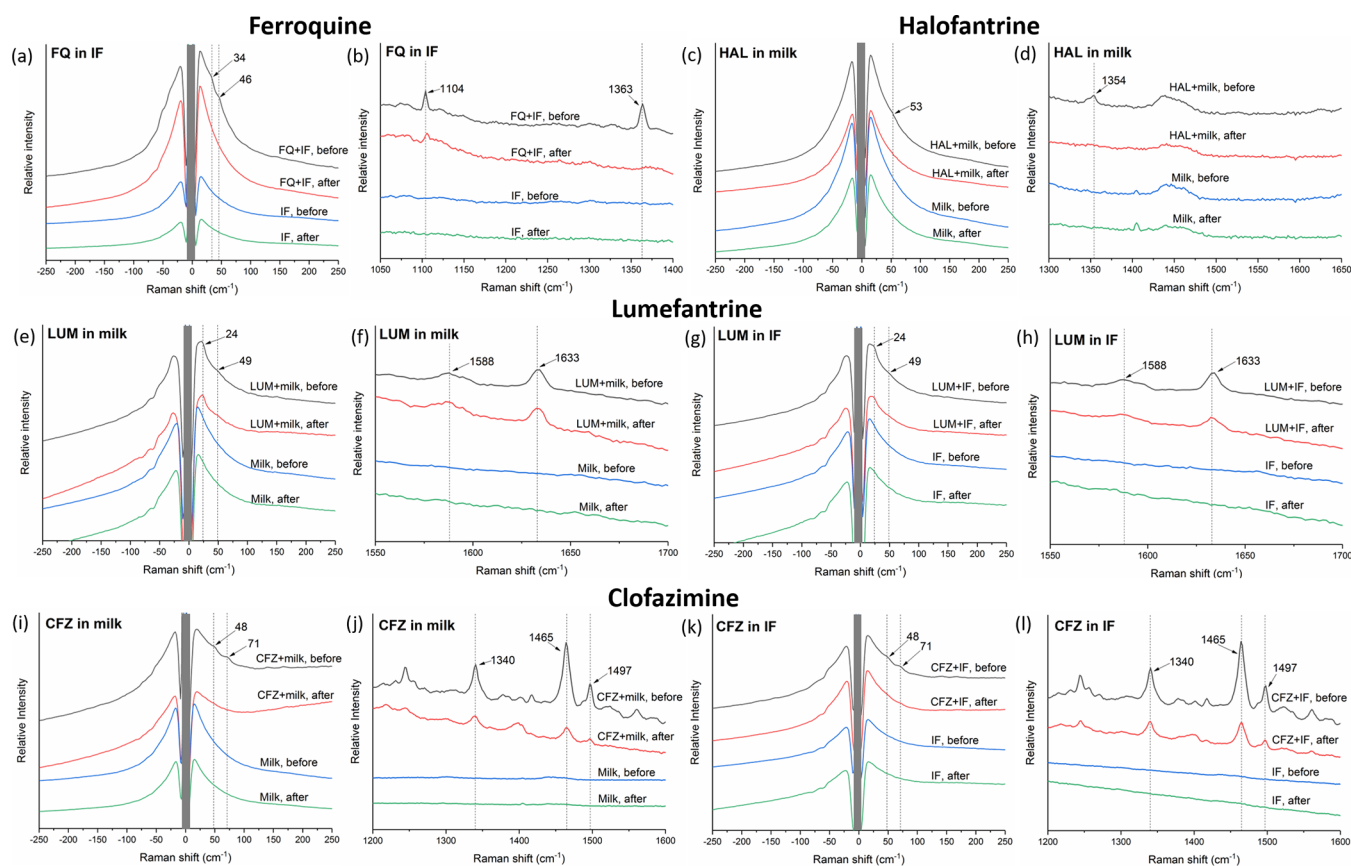 Ferroquine
Halofantrine
(a) FQ in IF
34
46
FQ+IF, before
FQ+IF, after
IF, before
IF, after
Relative intensity
-250 -200 -150 -100 -50 0 50 100 150 200 250
Raman shift (cm-1)
(b) FQ in IF
1104
1363
FQ+IF, before
FQ+IF, after
IF, before
IF, after
Relative intensity
1050 1100 1150 1200 1250 1300 1350 1400
Raman shift (cm-1)
(c) HAL in milk
53
HAL+milk, before
HAL+milk, after
Milk, before
Milk, after
Relative intensity
-250 -200 -150 -100 -50 0 50 100 150 200 250
Raman shift (cm-1)
(d) HAL in milk
1354
HAL+milk, before
HAL+milk, after
Milk, before
Milk, after
Relative intensity
1300 1350 1400 1450 1500 1550 1600 1650
Raman shift (cm-1)
Lumefantrine
(e) LUM in milk
24
49
LUM+milk, before
LUM+milk, after
Milk, before
Milk, after
Relative intensity
-250 -200 -150 -100 -50 0 50 100 150 200 250
Raman shift (cm-1)
(f) LUM in milk
1588
1633
LUM+milk, before
LUM+milk, after
Milk, before
Milk, after
Relative intensity
1550 1600 1650 1700
Raman shift (cm-1)
(g) LUM in IF
24
49
LUM+IF, before
LUM+IF, after
IF, before
IF, after
Relative intensity
-250 -200 -150 -100 -50 0 50 100 150 200 250
Raman shift (cm-1)
(h) LUM in IF
1588
1633
LUM+IF, before
LUM+IF, after
IF, before
IF, after
Relative intensity
1550 1600 1650 1700
Raman shift (cm-1)
Clofazimine
(i) CFZ in milk
48
71
CFZ+milk, before
CFZ+milk, after
Milk, before
Milk, after
Relative Intensity
-250 -200 -150 -100 -50 0 50 100 150 200 250
Raman shift (cm-1)
(j) CFZ in milk
1465
1340
1497
CFZ+milk, before
CFZ+milk, after
Milk, before
Milk, after
Relative Intensity
1200 1300 1400 1500 1600
Raman shift (cm-1)
(k) CFZ in IF
48
71
CFZ+IF, before
CFZ+IF, after
IF, before
IF, after
Relative Intensity
-250 -200 -150 -100 -50 0 50 100 150 200 250
Raman shift (cm-1)
(l) CFZ in IF
1465
1340
1497
CFZ+IF, before
CFZ+IF, after
IF, before
IF, after
Relative Intensity
1200 1300 1400 1500 1600
Raman shift (cm-1)